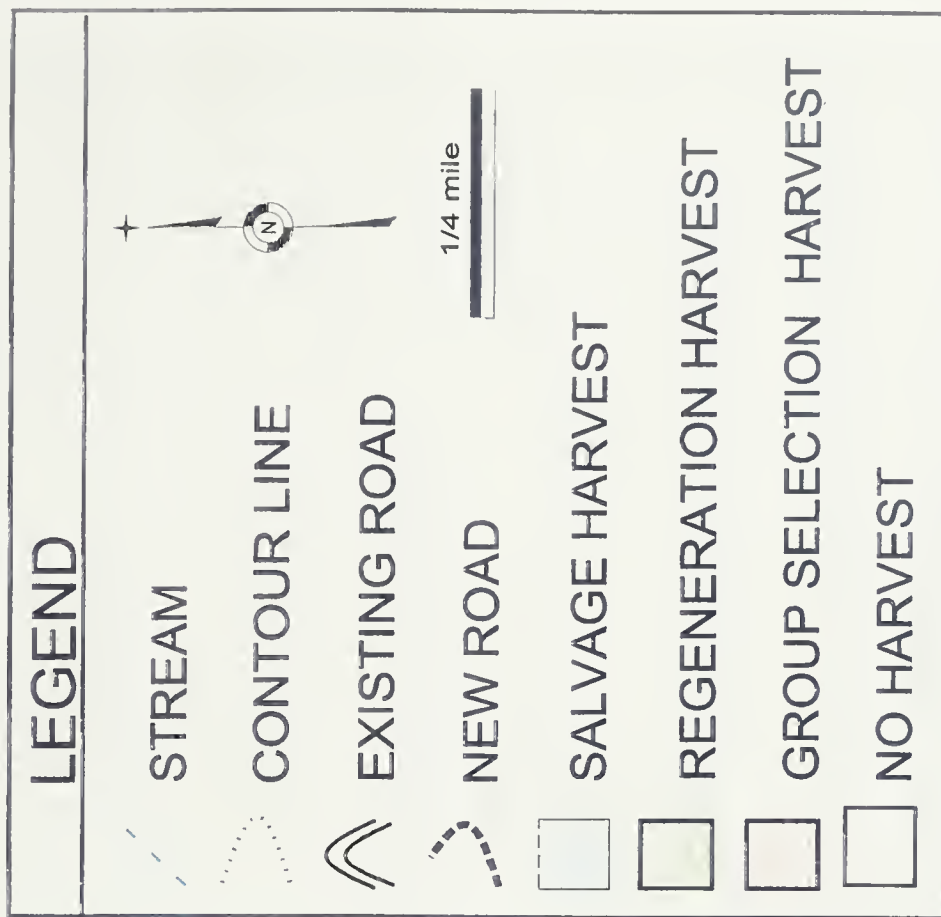 LEGEND
STREAM
CONTOUR LINE
EXISTING ROAD
NEW ROAD
SALVAGE HARVEST
REGENERATION HARVEST
GROUP SELECTION HARVEST
NO HARVEST
N
1/4 mile